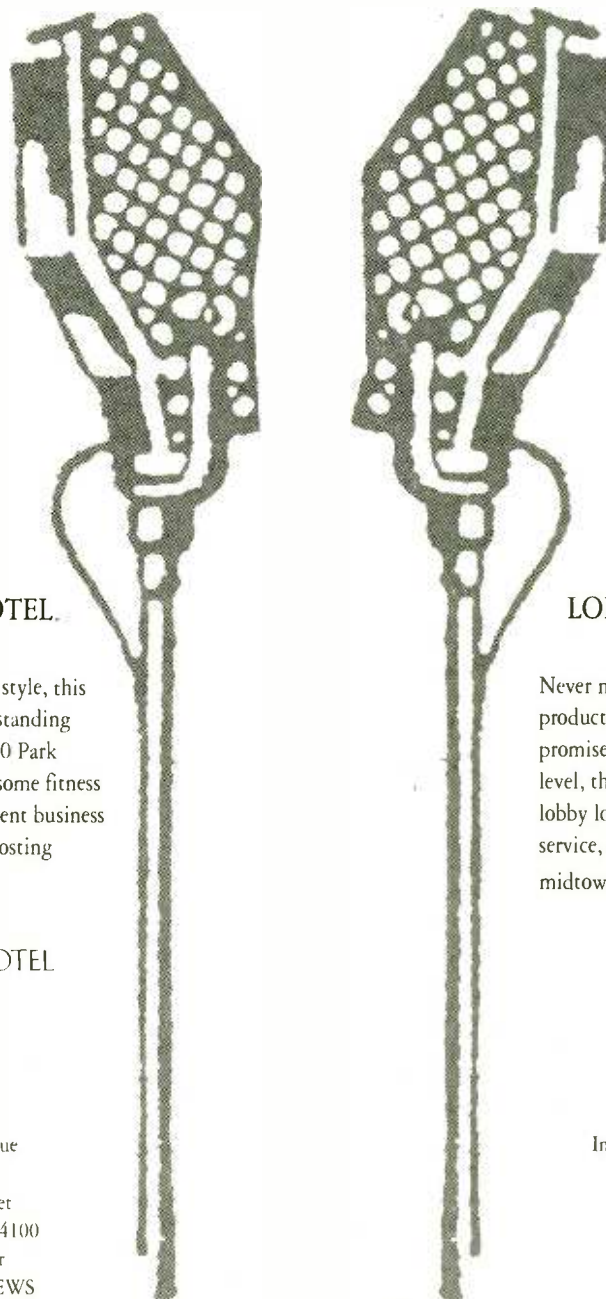 OTEL
style, this
standing
0 Park
some fitness
ent business
osting
OTEL
ue
et
4100
r
EWS
LOI
Never n
product
promise
level, th
lobby lo
service,
midtow
In